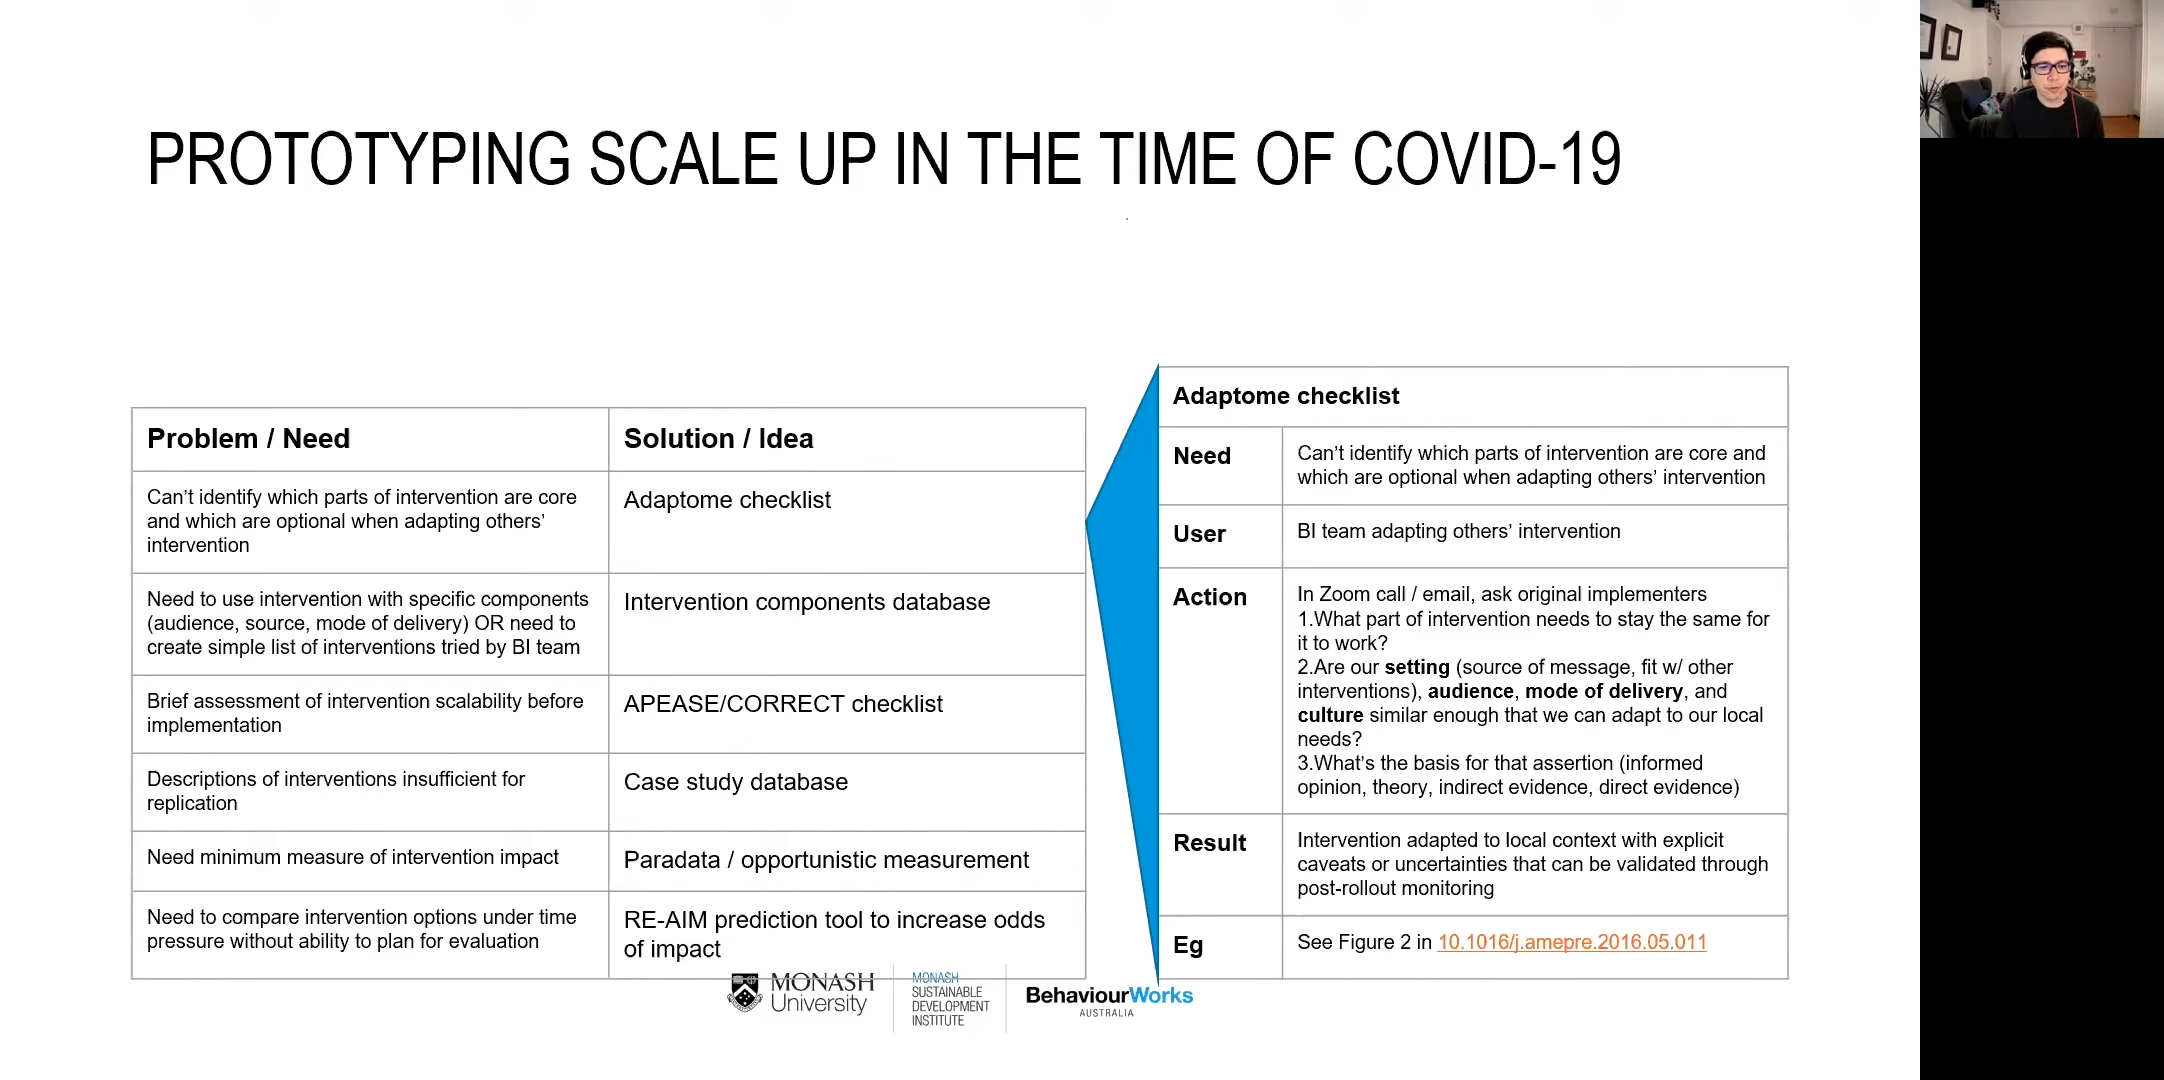 PROTOTYPING SCALE UP IN THE TIME OF COVID-19
Problem / Need
Solution / Idea
Can’t identify which parts of intervention are core
and which are optional when adapting others’
intervention
Adaptome checklist
Need to use intervention with specific components
(audience, source, mode of delivery) OR need to
create simple list of interventions tried by BI team
Intervention components database
Brief assessment of intervention scalability before
implementation
APEASE/CORRECT checklist
Descriptions of interventions insufficient for
replication
Case study database
Need minimum measure of intervention impact
Paradata / opportunistic measurement
Need to compare intervention options under time
pressure without ability to plan for evaluation
RE-AIM prediction tool to increase odds
of impact
Adaptome checklist
Need
Can’t identify which parts of intervention are core and
which are optional when adapting others’ intervention
User
BI team adapting others’ intervention
Action
In Zoom call / email, ask original implementers
1.What part of intervention needs to stay the same for
it to work?
2.Are our setting (source of message, fit w/ other
interventions), audience, mode of delivery, and
culture similar enough that we can adapt to our local
needs?
3.What’s the basis for that assertion (informed
opinion, theory, indirect evidence, direct evidence)
Result
Intervention adapted to local context with explicit
caveats or uncertainties that can be validated through
post-rollout monitoring
Eg
See Figure 2 in 10.1016/j.amepre.2016.05.011
MONASH
University
MONASH
SUSTAINABLE
DEVELOPMENT
INSTITUTE
BehaviourWorks
AUSTRALIA